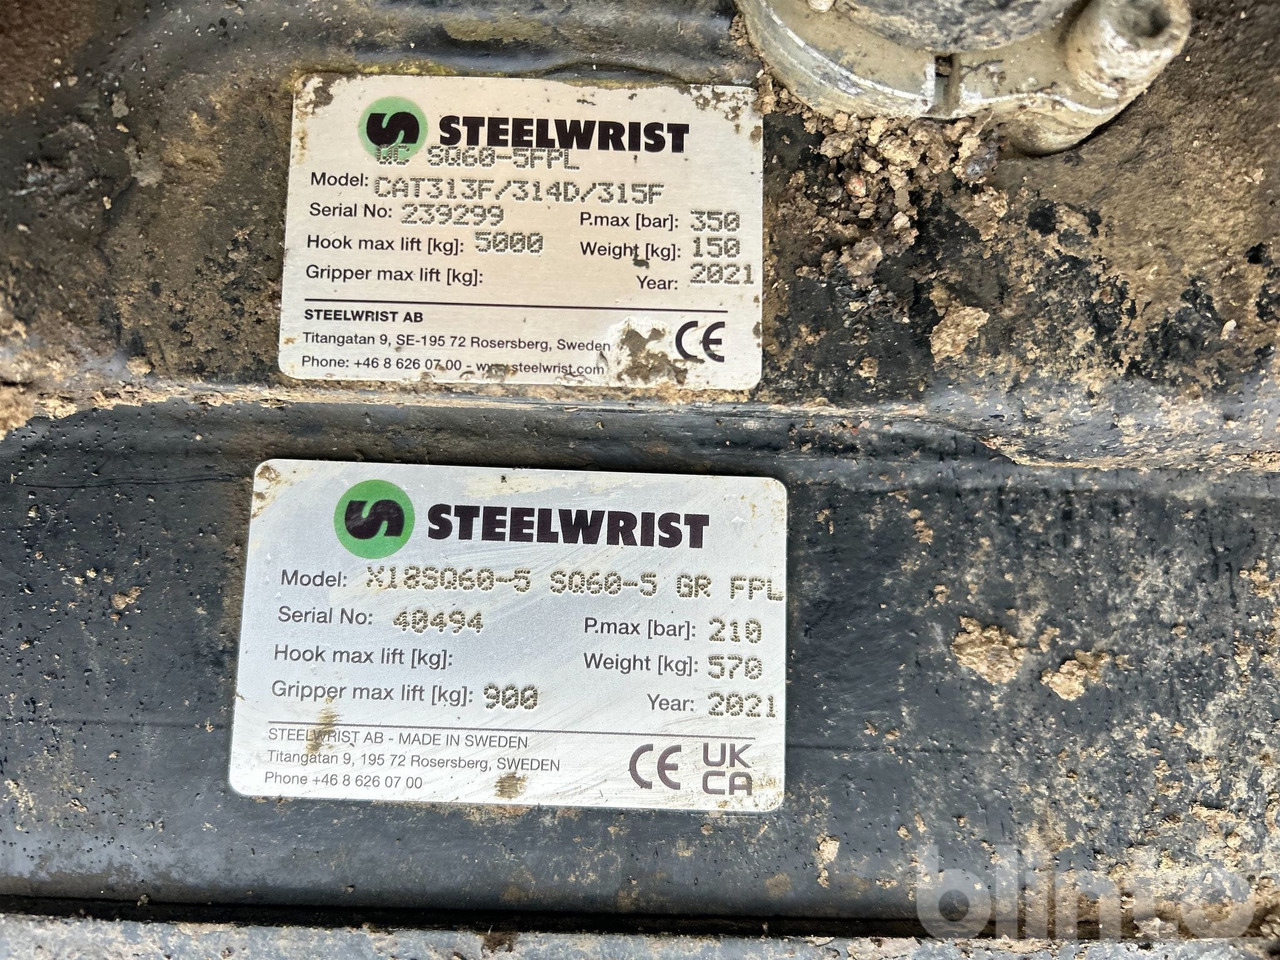 STEELWRIST
QC SQ60-5FPL
Model: CAT313F/314D/315F
Serial No: 239299 P.max [bar]: 350
Hook max lift [kg]: 5000 Weight [kg]: 150
Gripper max lift [kg]: Year: 2021
STEELWRIST AB
Titangatan 9, SE-195 72 Rosersberg, Sweden
Phone: +46 8 626 07 00 - www.steelwrist.com
CE
STEELWRIST
Model: X18SQ60-5 SQ60-5 GR FPL
Serial No: 40494 P.max [bar]: 210
Hook max lift [kg]: Weight [kg]: 570
Gripper max lift [kg]: 900 Year: 2021
STEELWRIST AB - MADE IN SWEDEN
Titangatan 9, 195 72 Rosersberg, SWEDEN
Phone +46 8 626 07 00
CE UK
CA
blinto